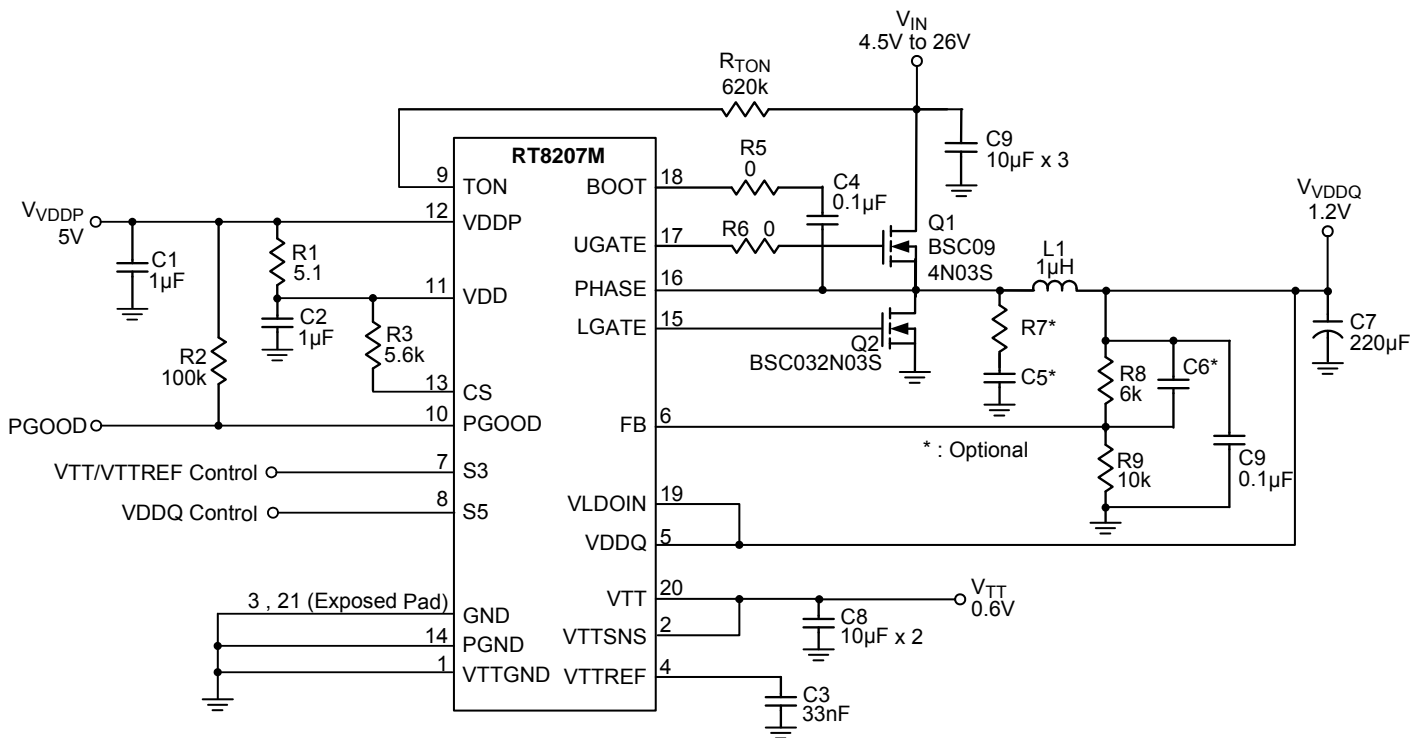 V_IN
4.5V to 26V
R_TON
620k
RT8207M
C9
10µF x 3
R5
0
C4
0.1µF
9
TON
BOOT
18
V_VDDP
5V
12
VDDP
V_VDDQ
1.2V
C1
1µF
R1
5.1
UGATE
17
R6 0
Q1
BSC09
4N03S
L1
1µH
11
VDD
PHASE
16
C2
1µF
LGATE
15
Q2
BSC032N03S
R7*
C7
220µF
R2
100k
R3
5.6k
C5*
R8
6k
C6*
13
CS
PGOOD
10
PGOOD
FB
6
* : Optional
R9
10k
C9
0.1µF
VTT/VTTREF Control
7
S3
VDDQ Control
8
S5
VLDOIN
19
VDDQ
5
3 , 21 (Exposed Pad)
GND
VTT
20
V_TT
0.6V
14
PGND
VTTSNS
2
C8
10µF x 2
1
VTTGND
VTTREF
4
C3
33nF